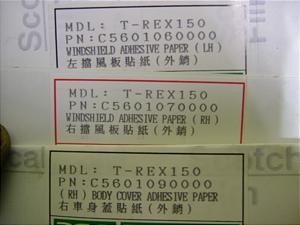 MDL: T-REX150
PN:C5601060000
WINDSHIELD ADHESIVE PAPER (LH)
左擋風板貼紙(外銷)
MDL: T-REX150
PN:C5601070000
WINDSHIELD ADHESIVE PAPER (RH)
右擋風板貼紙(外銷)
MDL: T-REX150
PN:C5601090000
(RH) BODY COVER ADHESIVE PAPER
右車身蓋貼紙(外銷)